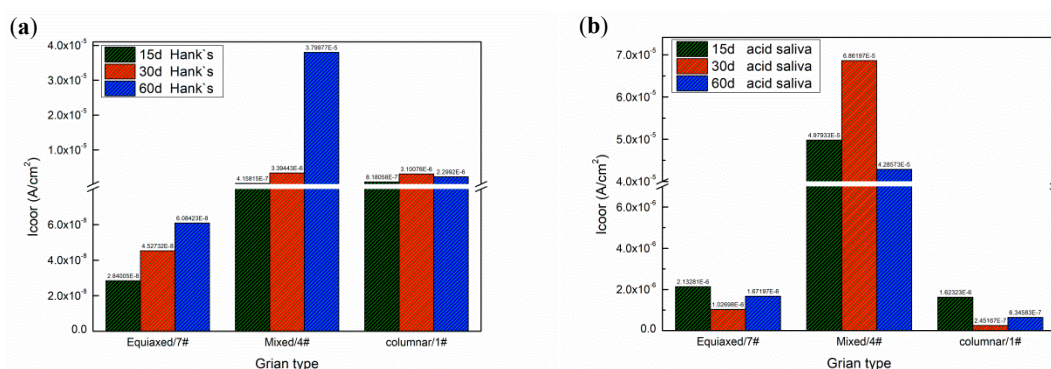 (a)
4.0x10⁻⁵
3.0x10⁻⁵
1.0x10⁻⁵
6.0x10⁻⁸
4.0x10⁻⁸
2.0x10⁻⁸
0.0
Icoor (A/cm²)
15d Hank`s
30d Hank`s
60d Hank`s
2.84005E-8
4.52732E-8
6.08423E-8
4.15815E-7
3.39443E-6
3.79977E-5
8.18056E-7
3.10076E-6
2.2992E-6
Equiaxed/7#
Mixed/4#
columnar/1#
Grian type
(b)
7.0x10⁻⁵
6.0x10⁻⁵
5.0x10⁻⁵
4.0x10⁻⁵
6.0x10⁻⁶
4.0x10⁻⁶
2.0x10⁻⁶
0.0
Icoor (A/cm²)
15d acid saliva
30d acid saliva
60d acid saliva
2.13281E-6
1.02698E-6
1.67197E-6
4.97933E-5
6.86197E-5
4.28573E-5
1.62323E-6
2.45167E-7
6.34583E-7
Equiaxed/7#
Mixed/4#
columnar/1#
Grian type